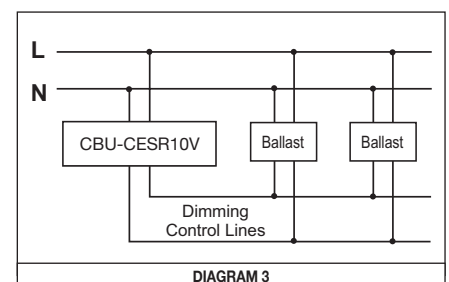 L
N
CBU-CESR10V
Ballast
Ballast
Dimming
Control Lines
DIAGRAM 3